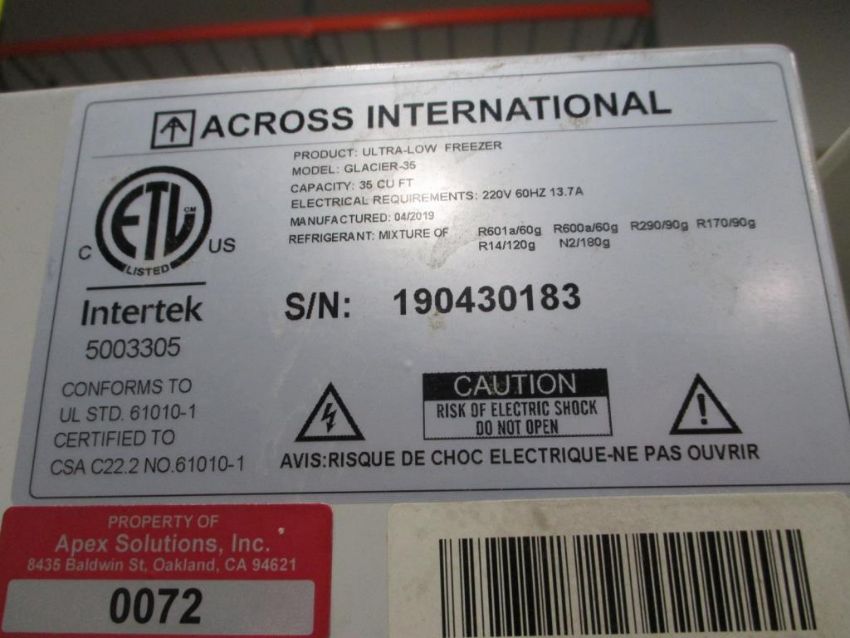 ACROSS INTERNATIONAL
PRODUCT: ULTRA-LOW FREEZER
MODEL: GLACIER-35
CAPACITY: 35 CU FT
ELECTRICAL REQUIREMENTS: 220V 60HZ 13.7A
MANUFACTURED: 04/2019
REFRIGERANT: MIXTURE OF R601a/60g R600a/60g R290/90g R170/90g
R14/120g N2/180g
ETL CM
C US
LISTED
Intertek
5003305
S/N: 190430183
CONFORMS TO
UL STD. 61010-1
CERTIFIED TO
CSA C22.2 NO.61010-1
CAUTION
RISK OF ELECTRIC SHOCK
DO NOT OPEN
AVIS:RISQUE DE CHOC ELECTRIQUE-NE PAS OUVRIR
PROPERTY OF
Apex Solutions, Inc.
8435 Baldwin St, Oakland, CA 94621
0072